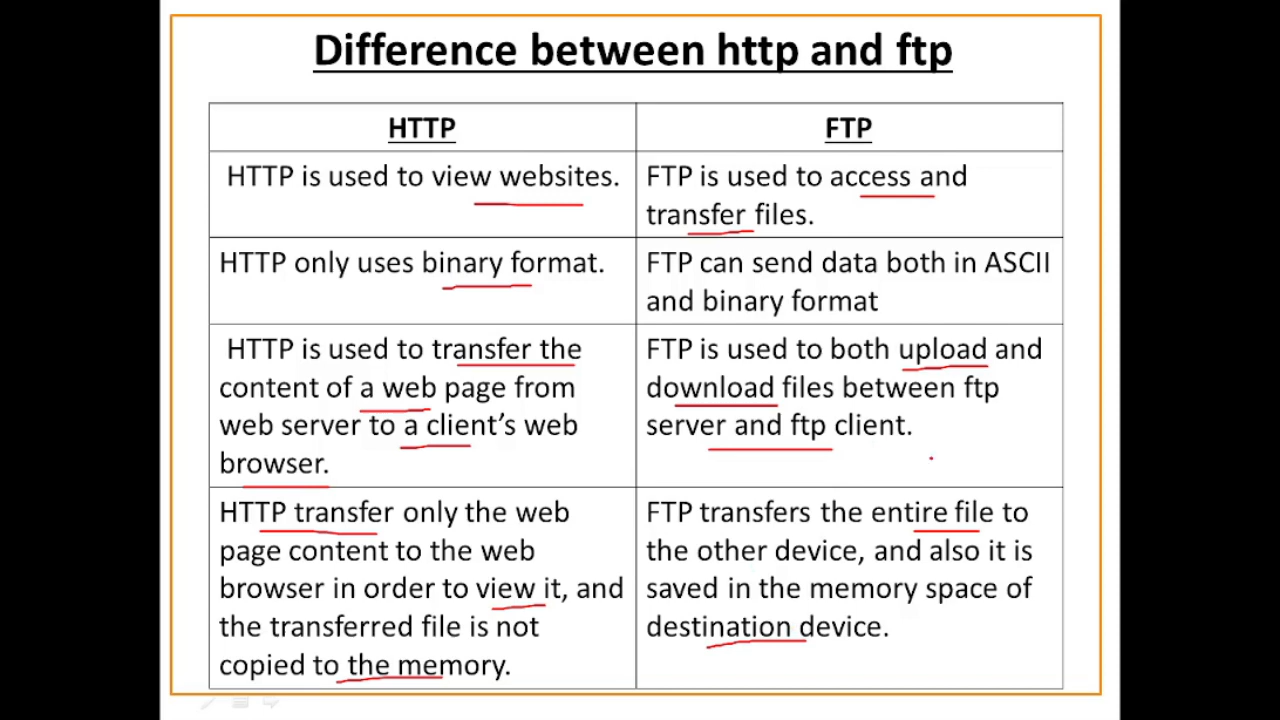 Difference between http and ftp
HTTP
FTP
HTTP is used to view websites.
FTP is used to access and
transfer files.
HTTP only uses binary format.
FTP can send data both in ASCII
and binary format
HTTP is used to transfer the
content of a web page from
web server to a client’s web
browser.
FTP is used to both upload and
download files between ftp
server and ftp client.
HTTP transfer only the web
page content to the web
browser in order to view it, and
the transferred file is not
copied to the memory.
FTP transfers the entire file to
the other device, and also it is
saved in the memory space of
destination device.